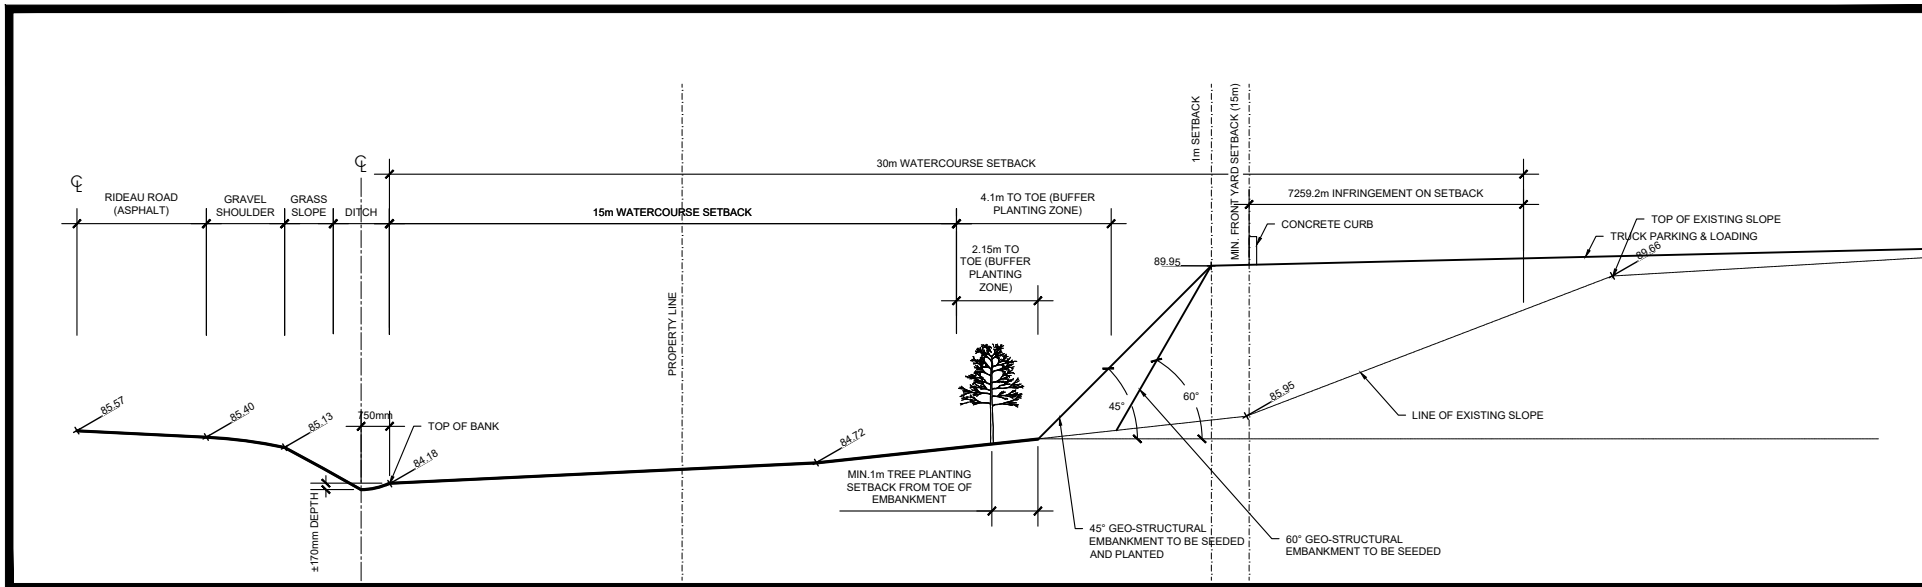 MIN. FRONT YARD SETBACK (15m)
1m SETBACK
30m WATERCOURSE SETBACK
℄
℄
RIDEAU ROAD
(ASPHALT)
GRAVEL
SHOULDER
GRASS
SLOPE
DITCH
15m WATERCOURSE SETBACK
4.1m TO TOE (BUFFER
PLANTING ZONE)
7259.2m INFRINGEMENT ON SETBACK
CONCRETE CURB
TOP OF EXISTING SLOPE
TRUCK PARKING & LOADING
89.66
2.15m TO
TOE (BUFFER
PLANTING
ZONE)
89.95
PROPERTY LINE
85.57
85.40
85.13
750mm
TOP OF BANK
84.18
84.72
45°
60°
85.95
LINE OF EXISTING SLOPE
MIN.1m TREE PLANTING
SETBACK FROM TOE OF
EMBANKMENT
±170mm DEPTH
45° GEO-STRUCTURAL
EMBANKMENT TO BE SEEDED
AND PLANTED
60° GEO-STRUCTURAL
EMBANKMENT TO BE SEEDED